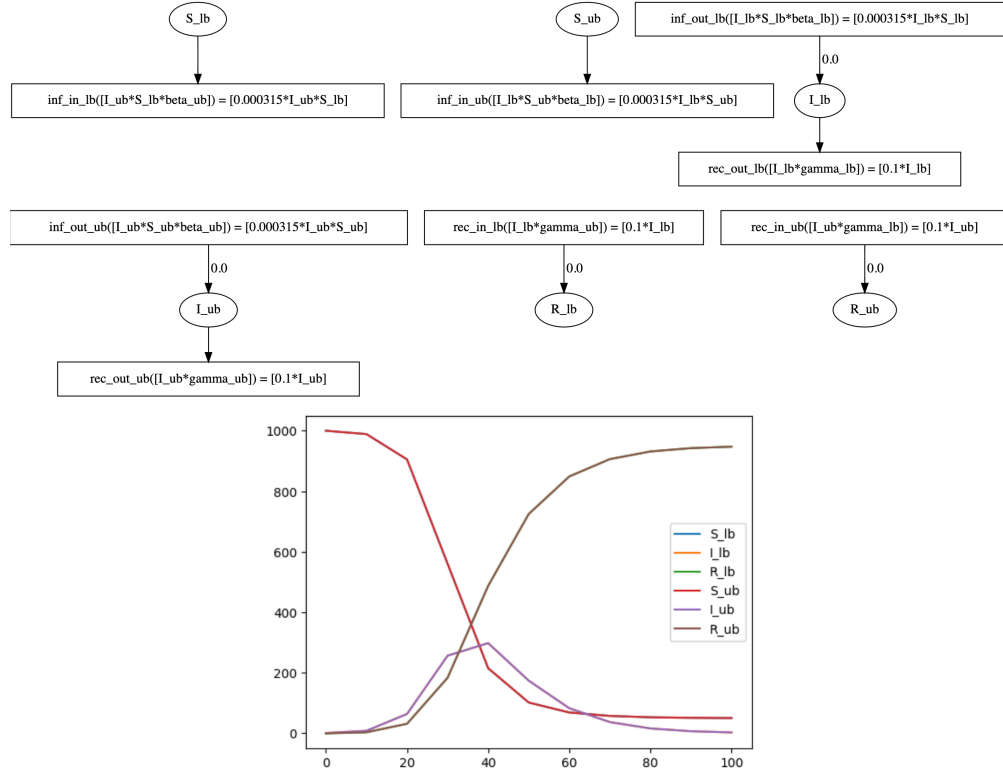 S_lb
S_ub
inf_out_lb([I_lb*S_lb*beta_lb]) = [0.000315*I_lb*S_lb]
0.0
inf_in_lb([I_ub*S_lb*beta_ub]) = [0.000315*I_ub*S_lb]
inf_in_ub([I_lb*S_ub*beta_lb]) = [0.000315*I_lb*S_ub]
I_lb
rec_out_lb([I_lb*gamma_lb]) = [0.1*I_lb]
inf_out_ub([I_ub*S_ub*beta_ub]) = [0.000315*I_ub*S_ub]
rec_in_lb([I_lb*gamma_ub]) = [0.1*I_lb]
rec_in_ub([I_ub*gamma_lb]) = [0.1*I_ub]
0.0
0.0
0.0
I_ub
R_lb
R_ub
rec_out_ub([I_ub*gamma_ub]) = [0.1*I_ub]
1000
800
600
400
200
0
S_lb
I_lb
R_lb
S_ub
I_ub
R_ub
0
20
40
60
80
100